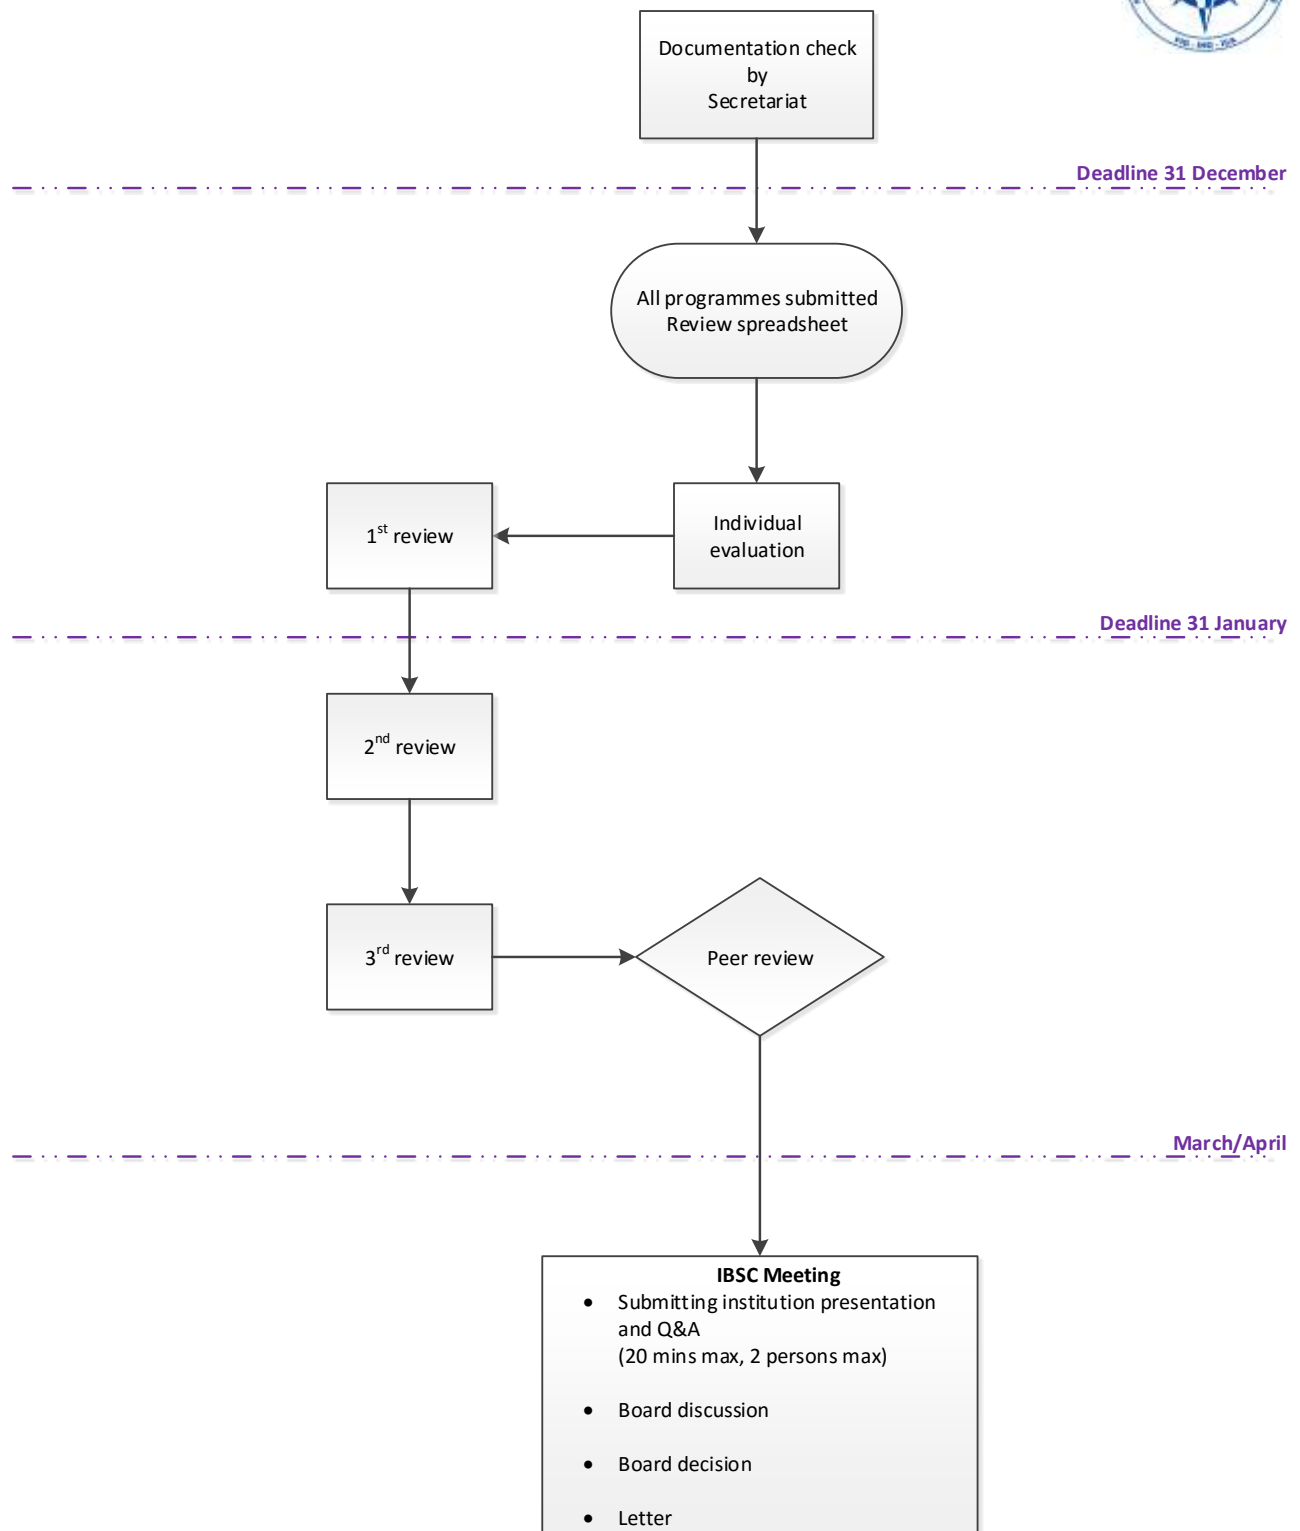 Documentation check
by
Secretariat
Deadline 31 December
All programmes submitted
Review spreadsheet
1st review
Individual
evaluation
Deadline 31 January
2nd review
3rd review
Peer review
March/April
IBSC Meeting
• Submitting institution presentation
and Q&A
(20 mins max, 2 persons max)
• Board discussion
• Board decision
• Letter